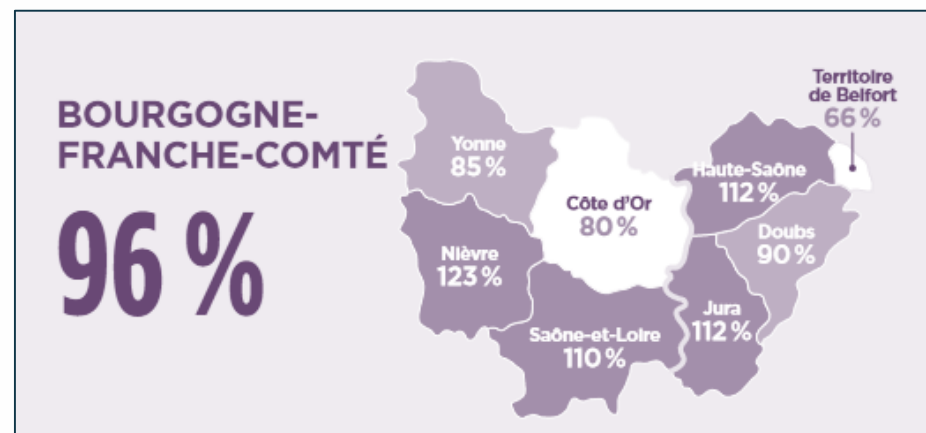 BOURGOGNE-
FRANCHE-COMTÉ
96 %
Yonne
85 %
Côte d'Or
80 %
Territoire
de Belfort
66 %
Haute-Saône
112 %
Doubs
90 %
Nièvre
123 %
Jura
112 %
Saône-et-Loire
110 %